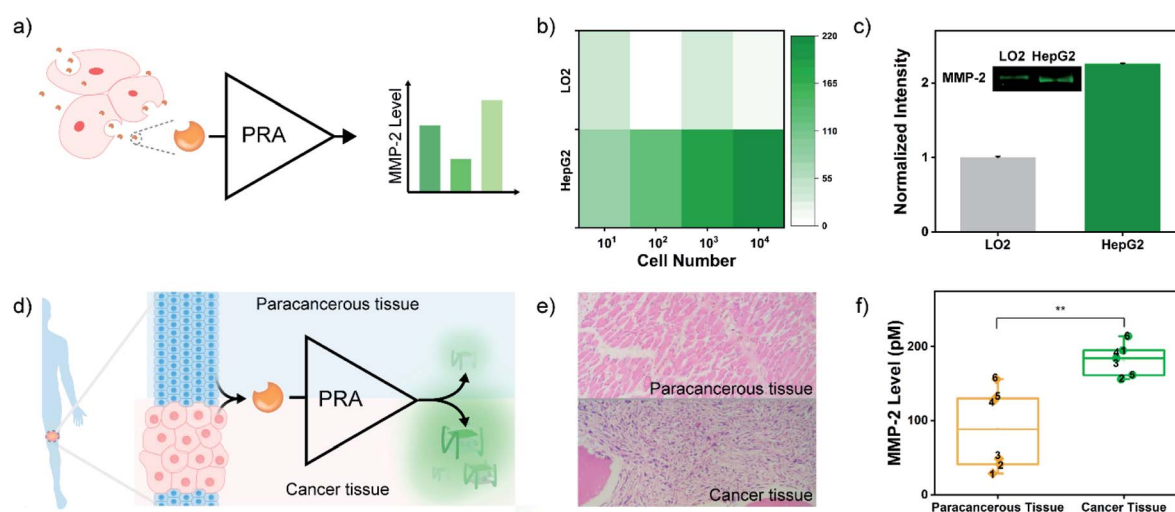 a)
PRA
MMP-2 Level
b)
LO2
HepG2
10¹ 10² 10³ 10⁴
Cell Number
220
165
110
55
0
c)
Normalized Intensity
2
1
0
LO2 HepG2
MMP-2
LO2 HepG2
d)
Paracancerous tissue
PRA
Cancer tissue
e)
Paracancerous tissue
Cancer tissue
f)
MMP-2 Level (pM)
200
100
0
**
6
5
4
3
2
1
6
4
3
2
Paracancerous Tissue Cancer Tissue